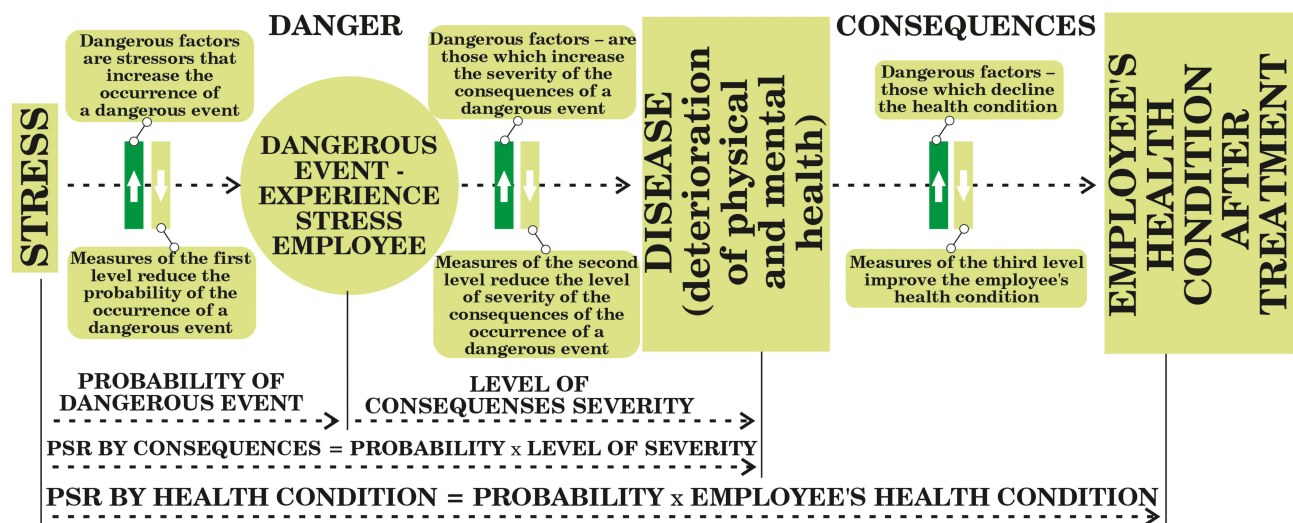 DANGER
CONSEQUENCES
Dangerous factors
are stressors that
increase the
occurrence of
a dangerous event
Dangerous factors – are
those which increase
the severity of the
consequences of a
dangerous event
Dangerous factors –
those which decline
the health condition
STRESS
DANGEROUS
EVENT -
EXPERIENCE
STRESS
EMPLOYEE
DISEASE
(deterioration
of physical
and mental
health)
EMPLOYEE'S
HEALTH
CONDITION
AFTER
TREATMENT
Measures of the first
level reduce the
probability of the
occurrence of a
dangerous event
Measures of the second
level reduce the level
of severity of the
consequences of the
occurrence of a
dangerous event
Measures of the third level
improve the employee's
health condition
PROBABILITY OF
DANGEROUS EVENT
LEVEL OF
CONSEQUENSES SEVERITY
PSR BY CONSEQUENCES = PROBABILITY x LEVEL OF SEVERITY
PSR BY HEALTH CONDITION = PROBABILITY x EMPLOYEE'S HEALTH CONDITION